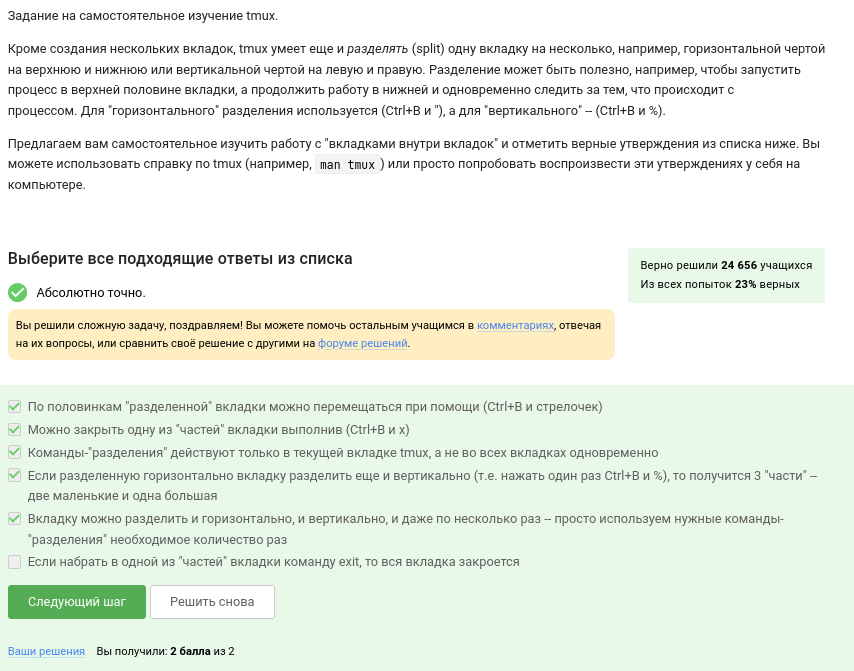 Задание на самостоятельное изучение tmux.
Кроме создания нескольких вкладок, tmux умеет еще и разделять (split) одну вкладку на несколько, например, горизонтальной чертой
на верхнюю и нижнюю или вертикальной чертой на левую и правую. Разделение может быть полезно, например, чтобы запустить
процесс в верхней половине вкладки, а продолжить работу в нижней и одновременно следить за тем, что происходит с
процессом. Для "горизонтального" разделения используется (Ctrl+B и "), а для "вертикального" -- (Ctrl+B и %).
Предлагаем вам самостоятельное изучить работу с "вкладками внутри вкладок" и отметить верные утверждения из списка ниже. Вы
можете использовать справку по tmux (например, man tmux ) или просто попробовать воспроизвести эти утверждениях у себя на
компьютере.
Выберите все подходящие ответы из списка
Верно решили 24 656 учащихся
Из всех попыток 23% верных
Абсолютно точно.
Вы решили сложную задачу, поздравляем! Вы можете помочь остальным учащимся в комментариях, отвечая
на их вопросы, или сравнить своё решение с другими на форуме решений.
По половинкам "разделенной" вкладки можно перемещаться при помощи (Ctrl+B и стрелочек)
Можно закрыть одну из "частей" вкладки выполнив (Ctrl+B и x)
Команды-"разделения" действуют только в текущей вкладке tmux, а не во всех вкладках одновременно
Если разделенную горизонтально вкладку разделить еще и вертикально (т.е. нажать один раз Ctrl+B и %), то получится 3 "части" --
две маленькие и одна большая
Вкладку можно разделить и горизонтально, и вертикально, и даже по несколько раз -- просто используем нужные команды-
"разделения" необходимое количество раз
Если набрать в одной из "частей" вкладки команду exit, то вся вкладка закроется
Следующий шаг Решить снова
Ваши решения Вы получили: 2 балла из 2